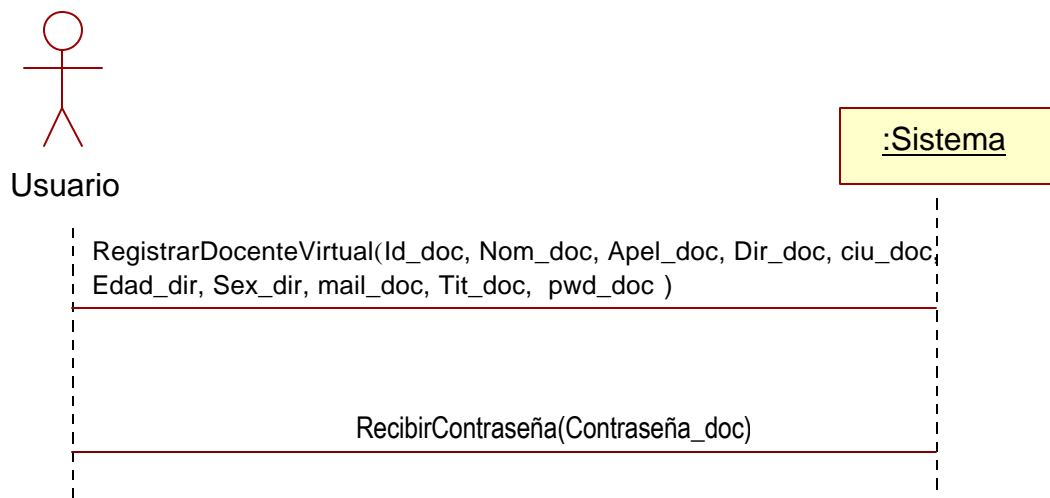 :Sistema
Usuario
RegistrarDocenteVirtual(Id_doc, Nom_doc, Apel_doc, Dir_doc, ciu_doc,
Edad_dir, Sex_dir, mail_doc, Tit_doc, pwd_doc )
RecibirContraseña(Contraseña_doc)